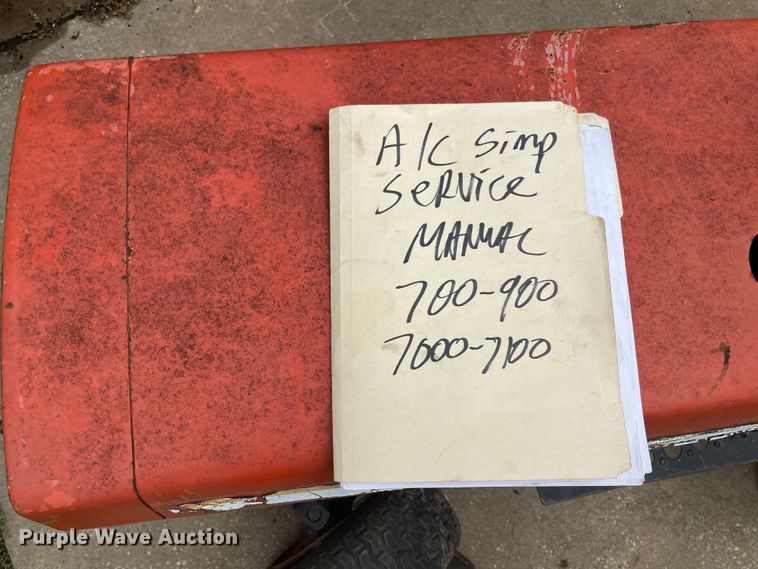 A/C Simp
Service
Manual
700-900
7000-7100
Purple Wave Auction